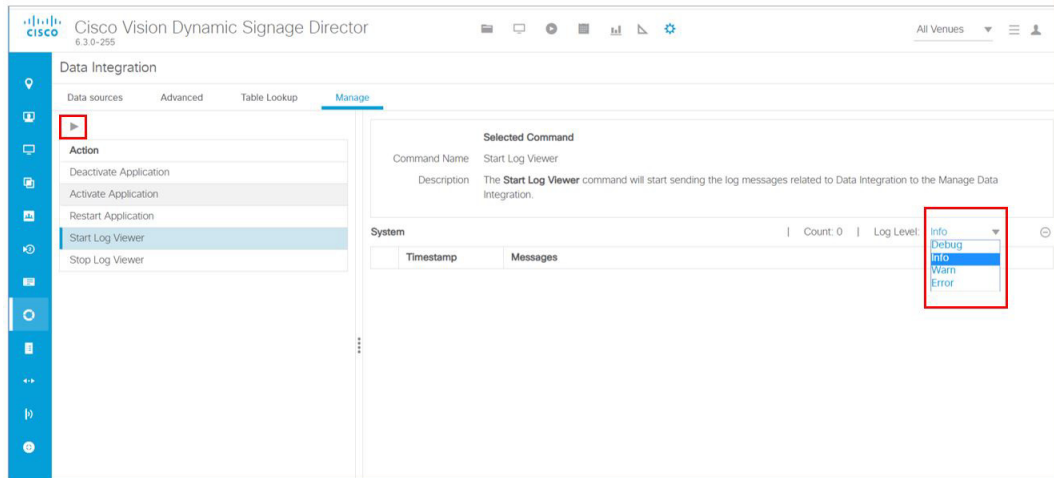 CISCO
Cisco Vision Dynamic Signage Director
6.3.0-255
All Venues
Data Integration
Data sources Advanced Table Lookup Manage
Action
Deactivate Application
Activate Application
Restart Application
Start Log Viewer
Stop Log Viewer
Selected Command
Command Name Start Log Viewer
Description The Start Log Viewer command will start sending the log messages related to Data Integration to the Manage Data
Integration.
System | Count: 0 | Log Level: Info
Debug
Info
Warn
Error
Timestamp Messages